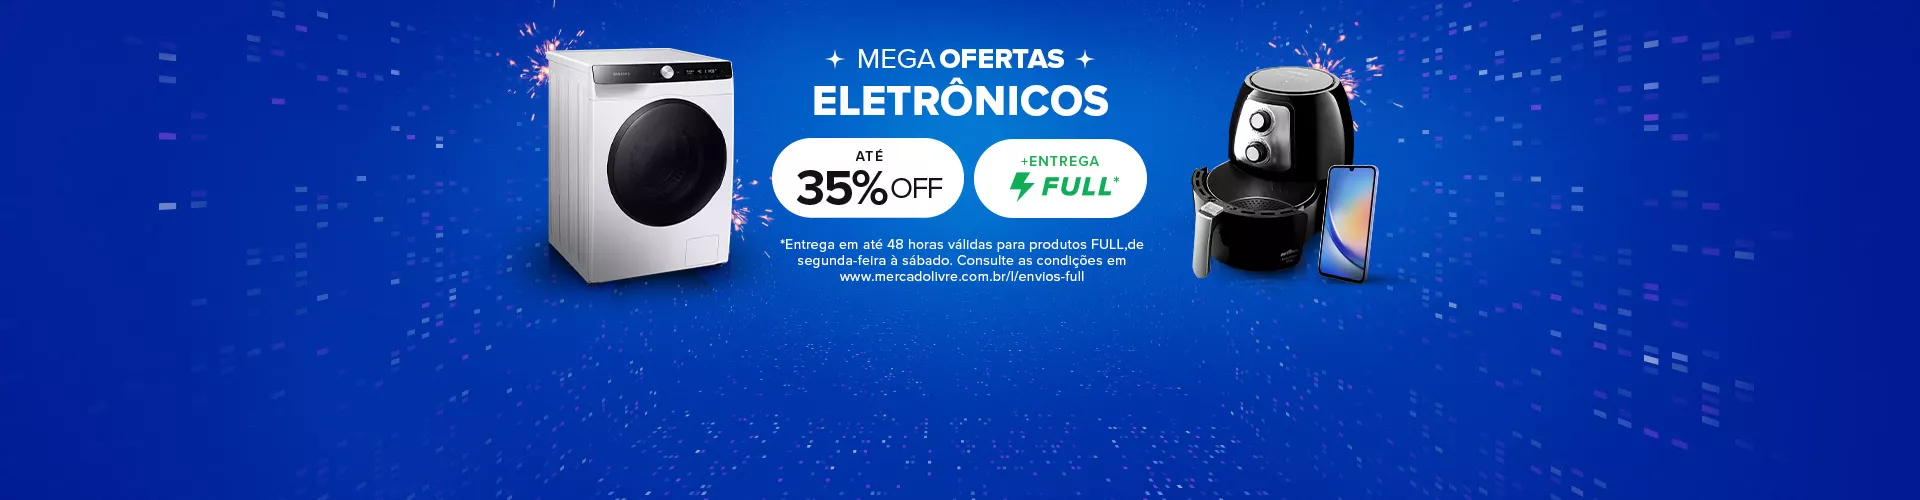 MEGA OFERTAS
ELETRÔNICOS
ATÉ
35% OFF
+ENTREGA
FULL*
*Entrega em até 48 horas válidas para produtos FULL,de
segunda-feira à sábado. Consulte as condições em
www.mercadolivre.com.br/l/envios-full
SAMSUNG